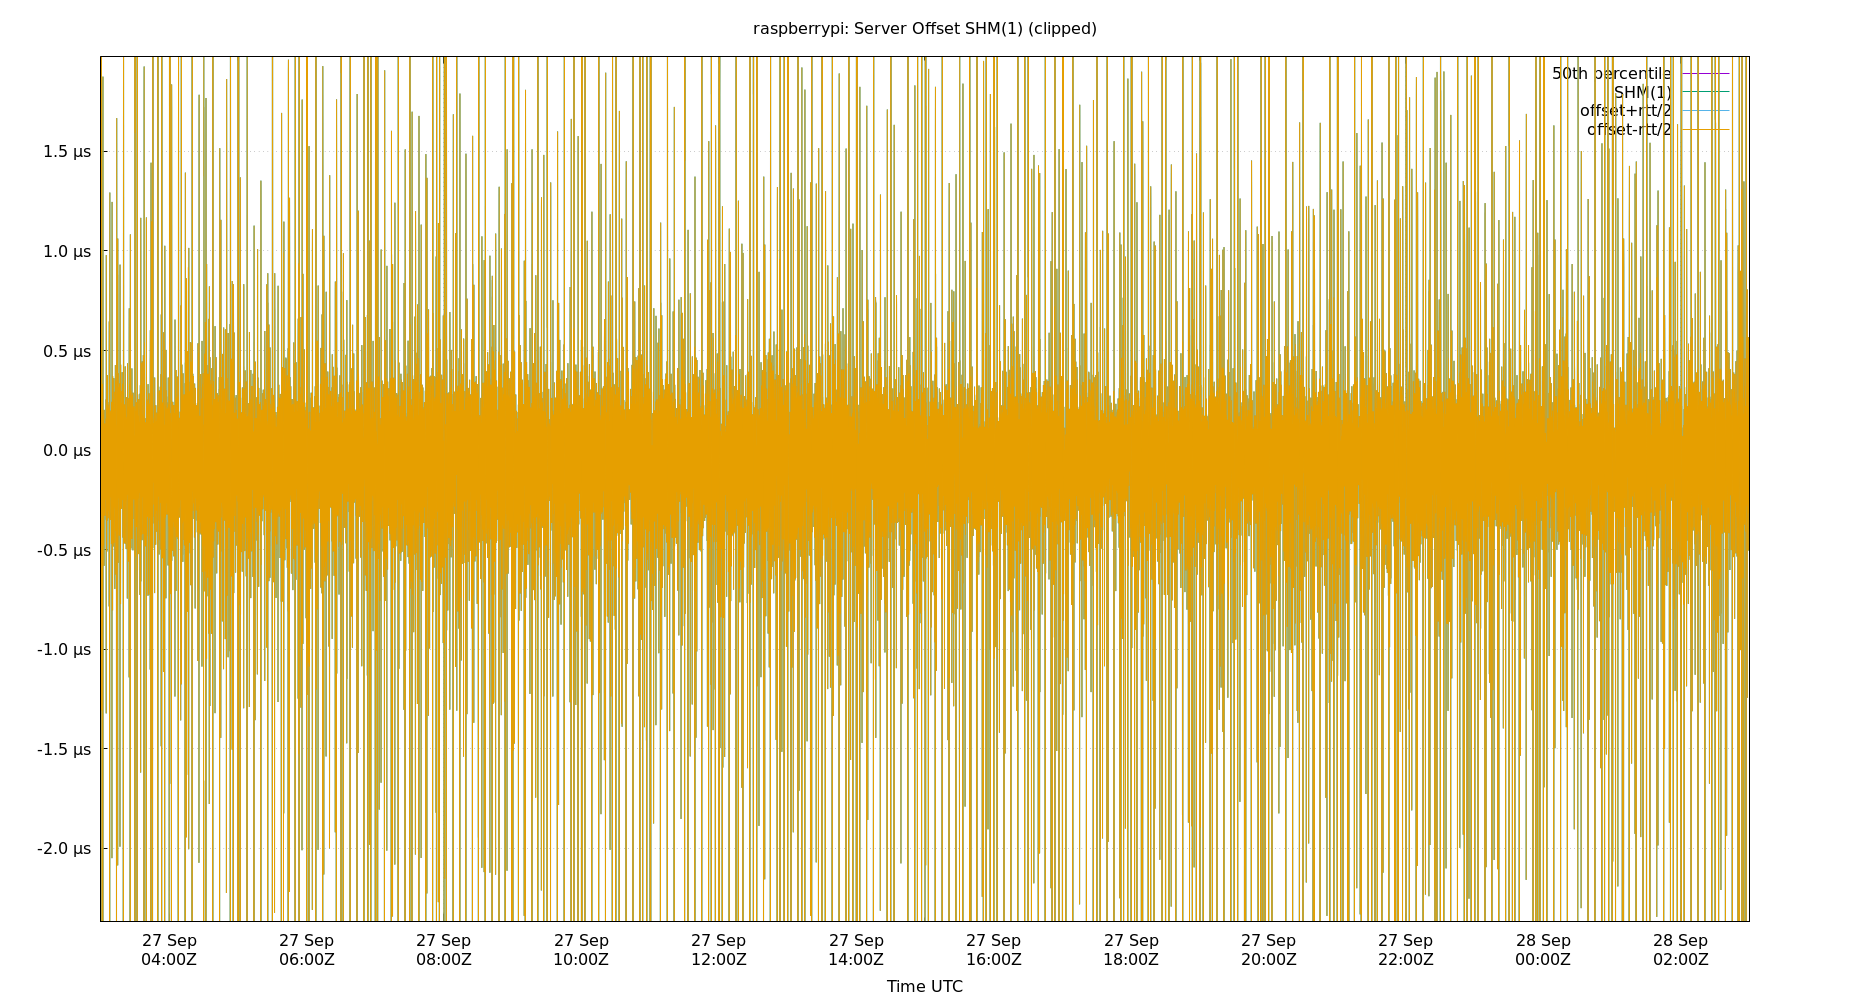 raspberrypi: Server Offset SHM(1) (clipped)
50th percentile
SHM(1)
offset+rtt/2
offset-rtt/2
1.5 µs
1.0 µs
0.5 µs
0.0 µs
-0.5 µs
-1.0 µs
-1.5 µs
-2.0 µs
27 Sep 27 Sep 27 Sep 27 Sep 27 Sep 27 Sep 27 Sep 27 Sep 27 Sep 27 Sep 28 Sep 28 Sep
04:00Z 06:00Z 08:00Z 10:00Z 12:00Z 14:00Z 16:00Z 18:00Z 20:00Z 22:00Z 00:00Z 02:00Z
Time UTC